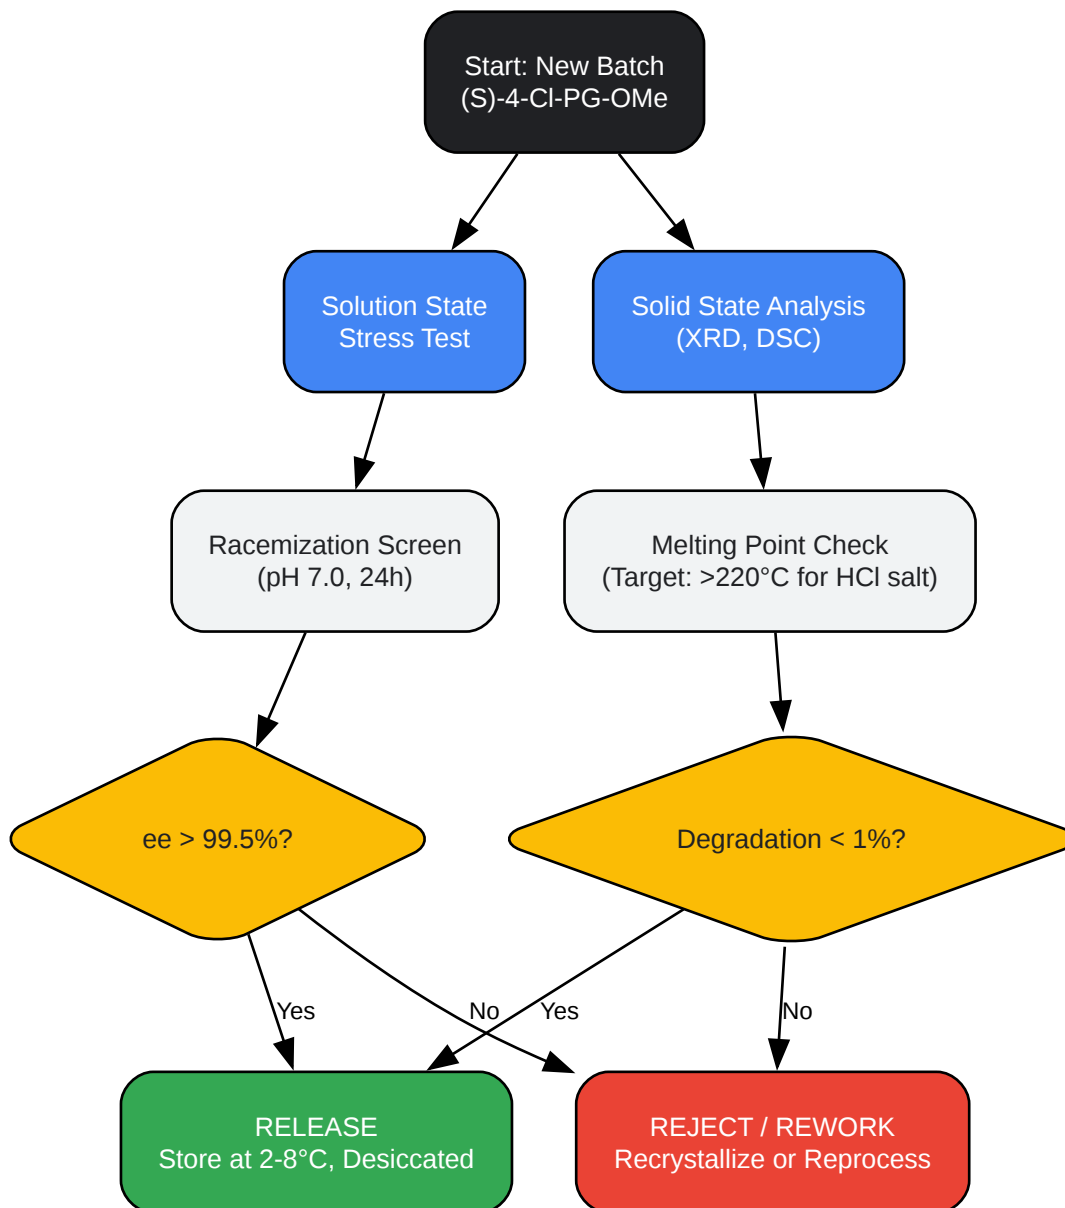 Start: New Batch
(S)-4-Cl-PG-OMe
Solution State
Stress Test
Solid State Analysis
(XRD, DSC)
Racemization Screen
(pH 7.0, 24h)
Melting Point Check
(Target: >220°C for HCl salt)
ee > 99.5%?
Degradation < 1%?
Yes
No
Yes
No
RELEASE
Store at 2-8°C, Desiccated
REJECT / REWORK
Recrystallize or Reprocess